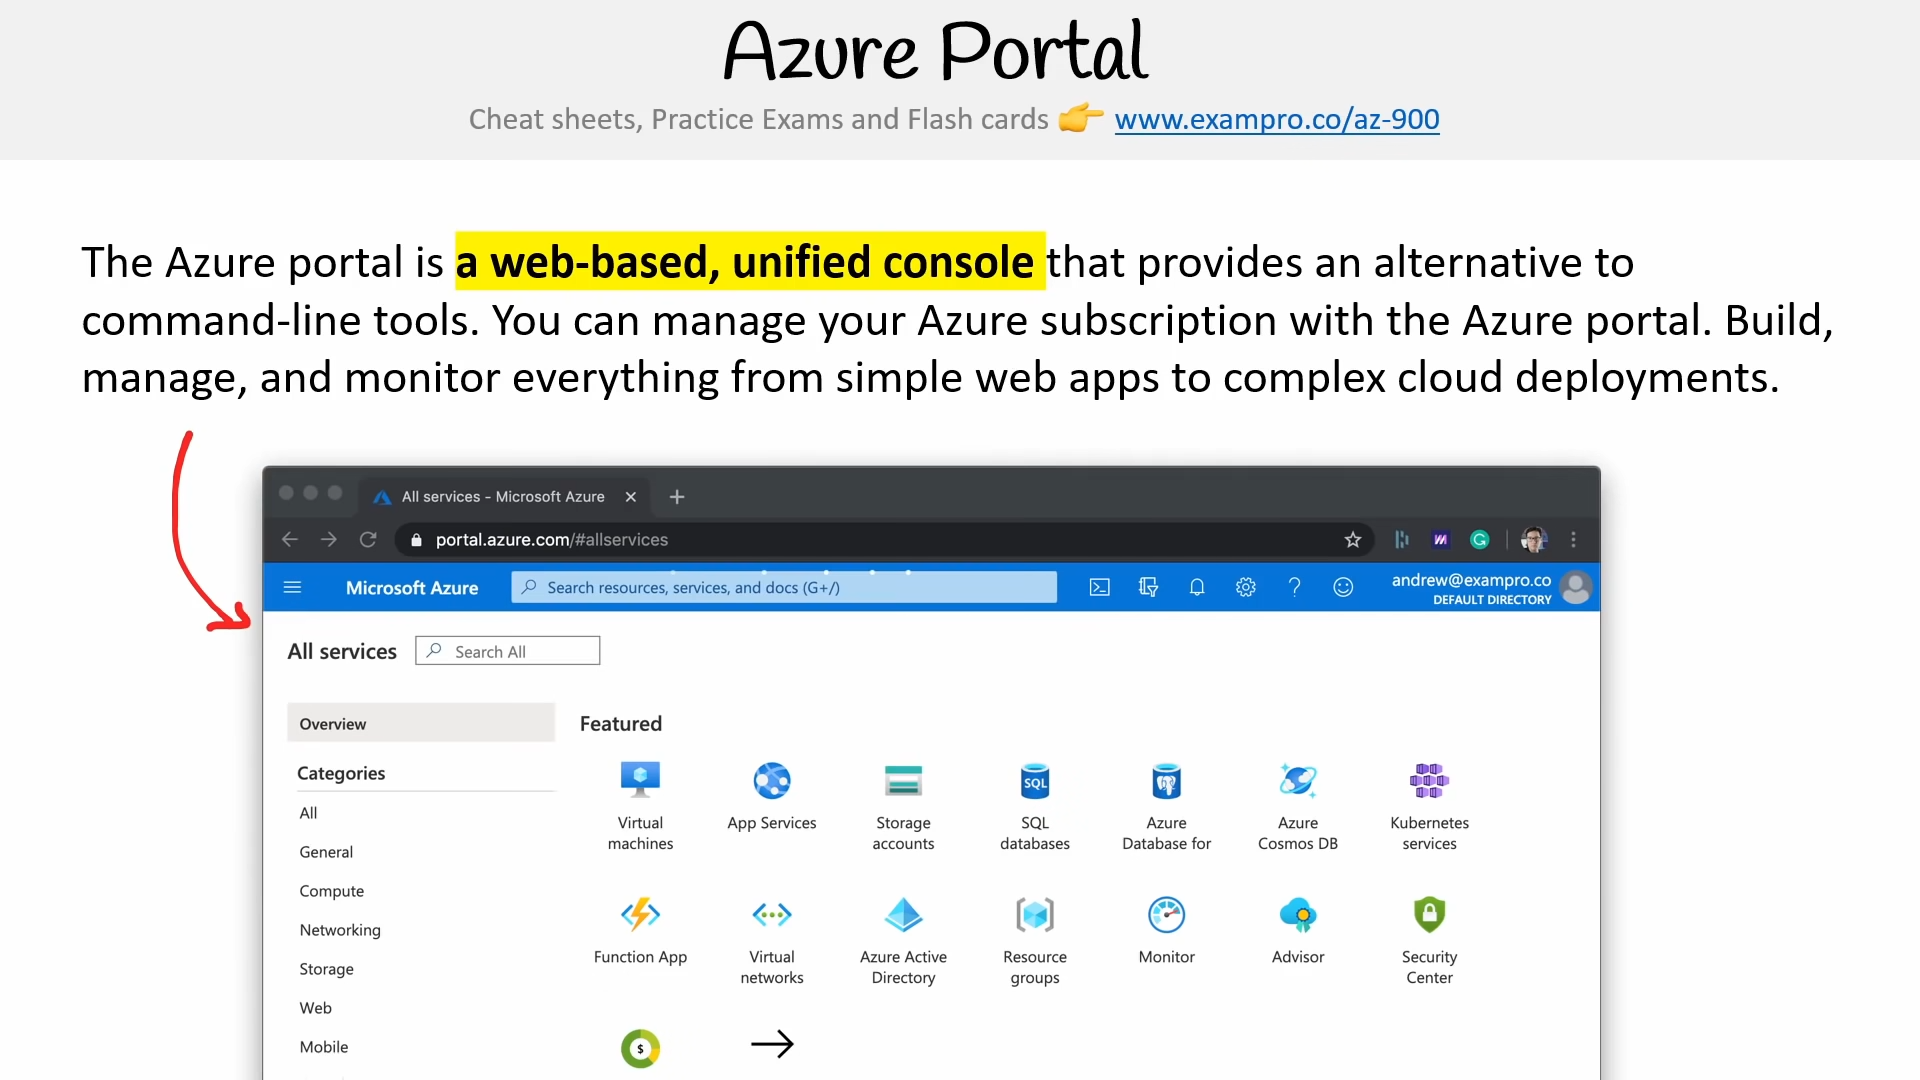 Azure Portal
Cheat sheets, Practice Exams and Flash cards 👉 www.exampro.co/az-900
The Azure portal is a web-based, unified console that provides an alternative to
command-line tools. You can manage your Azure subscription with the Azure portal. Build,
manage, and monitor everything from simple web apps to complex cloud deployments.
All services - Microsoft Azure
portal.azure.com/#allservices
Microsoft Azure
Search resources, services, and docs (G+/)
andrew@exampro.co
DEFAULT DIRECTORY
All services
Search All
Overview
Categories
All
General
Compute
Networking
Storage
Web
Mobile
Featured
Virtual
machines
App Services
Storage
accounts
SQL
SQL
databases
Azure
Database for
Azure
Cosmos DB
Kubernetes
services
Function App
Virtual
networks
Azure Active
Directory
Resource
groups
Monitor
Advisor
Security
Center
$